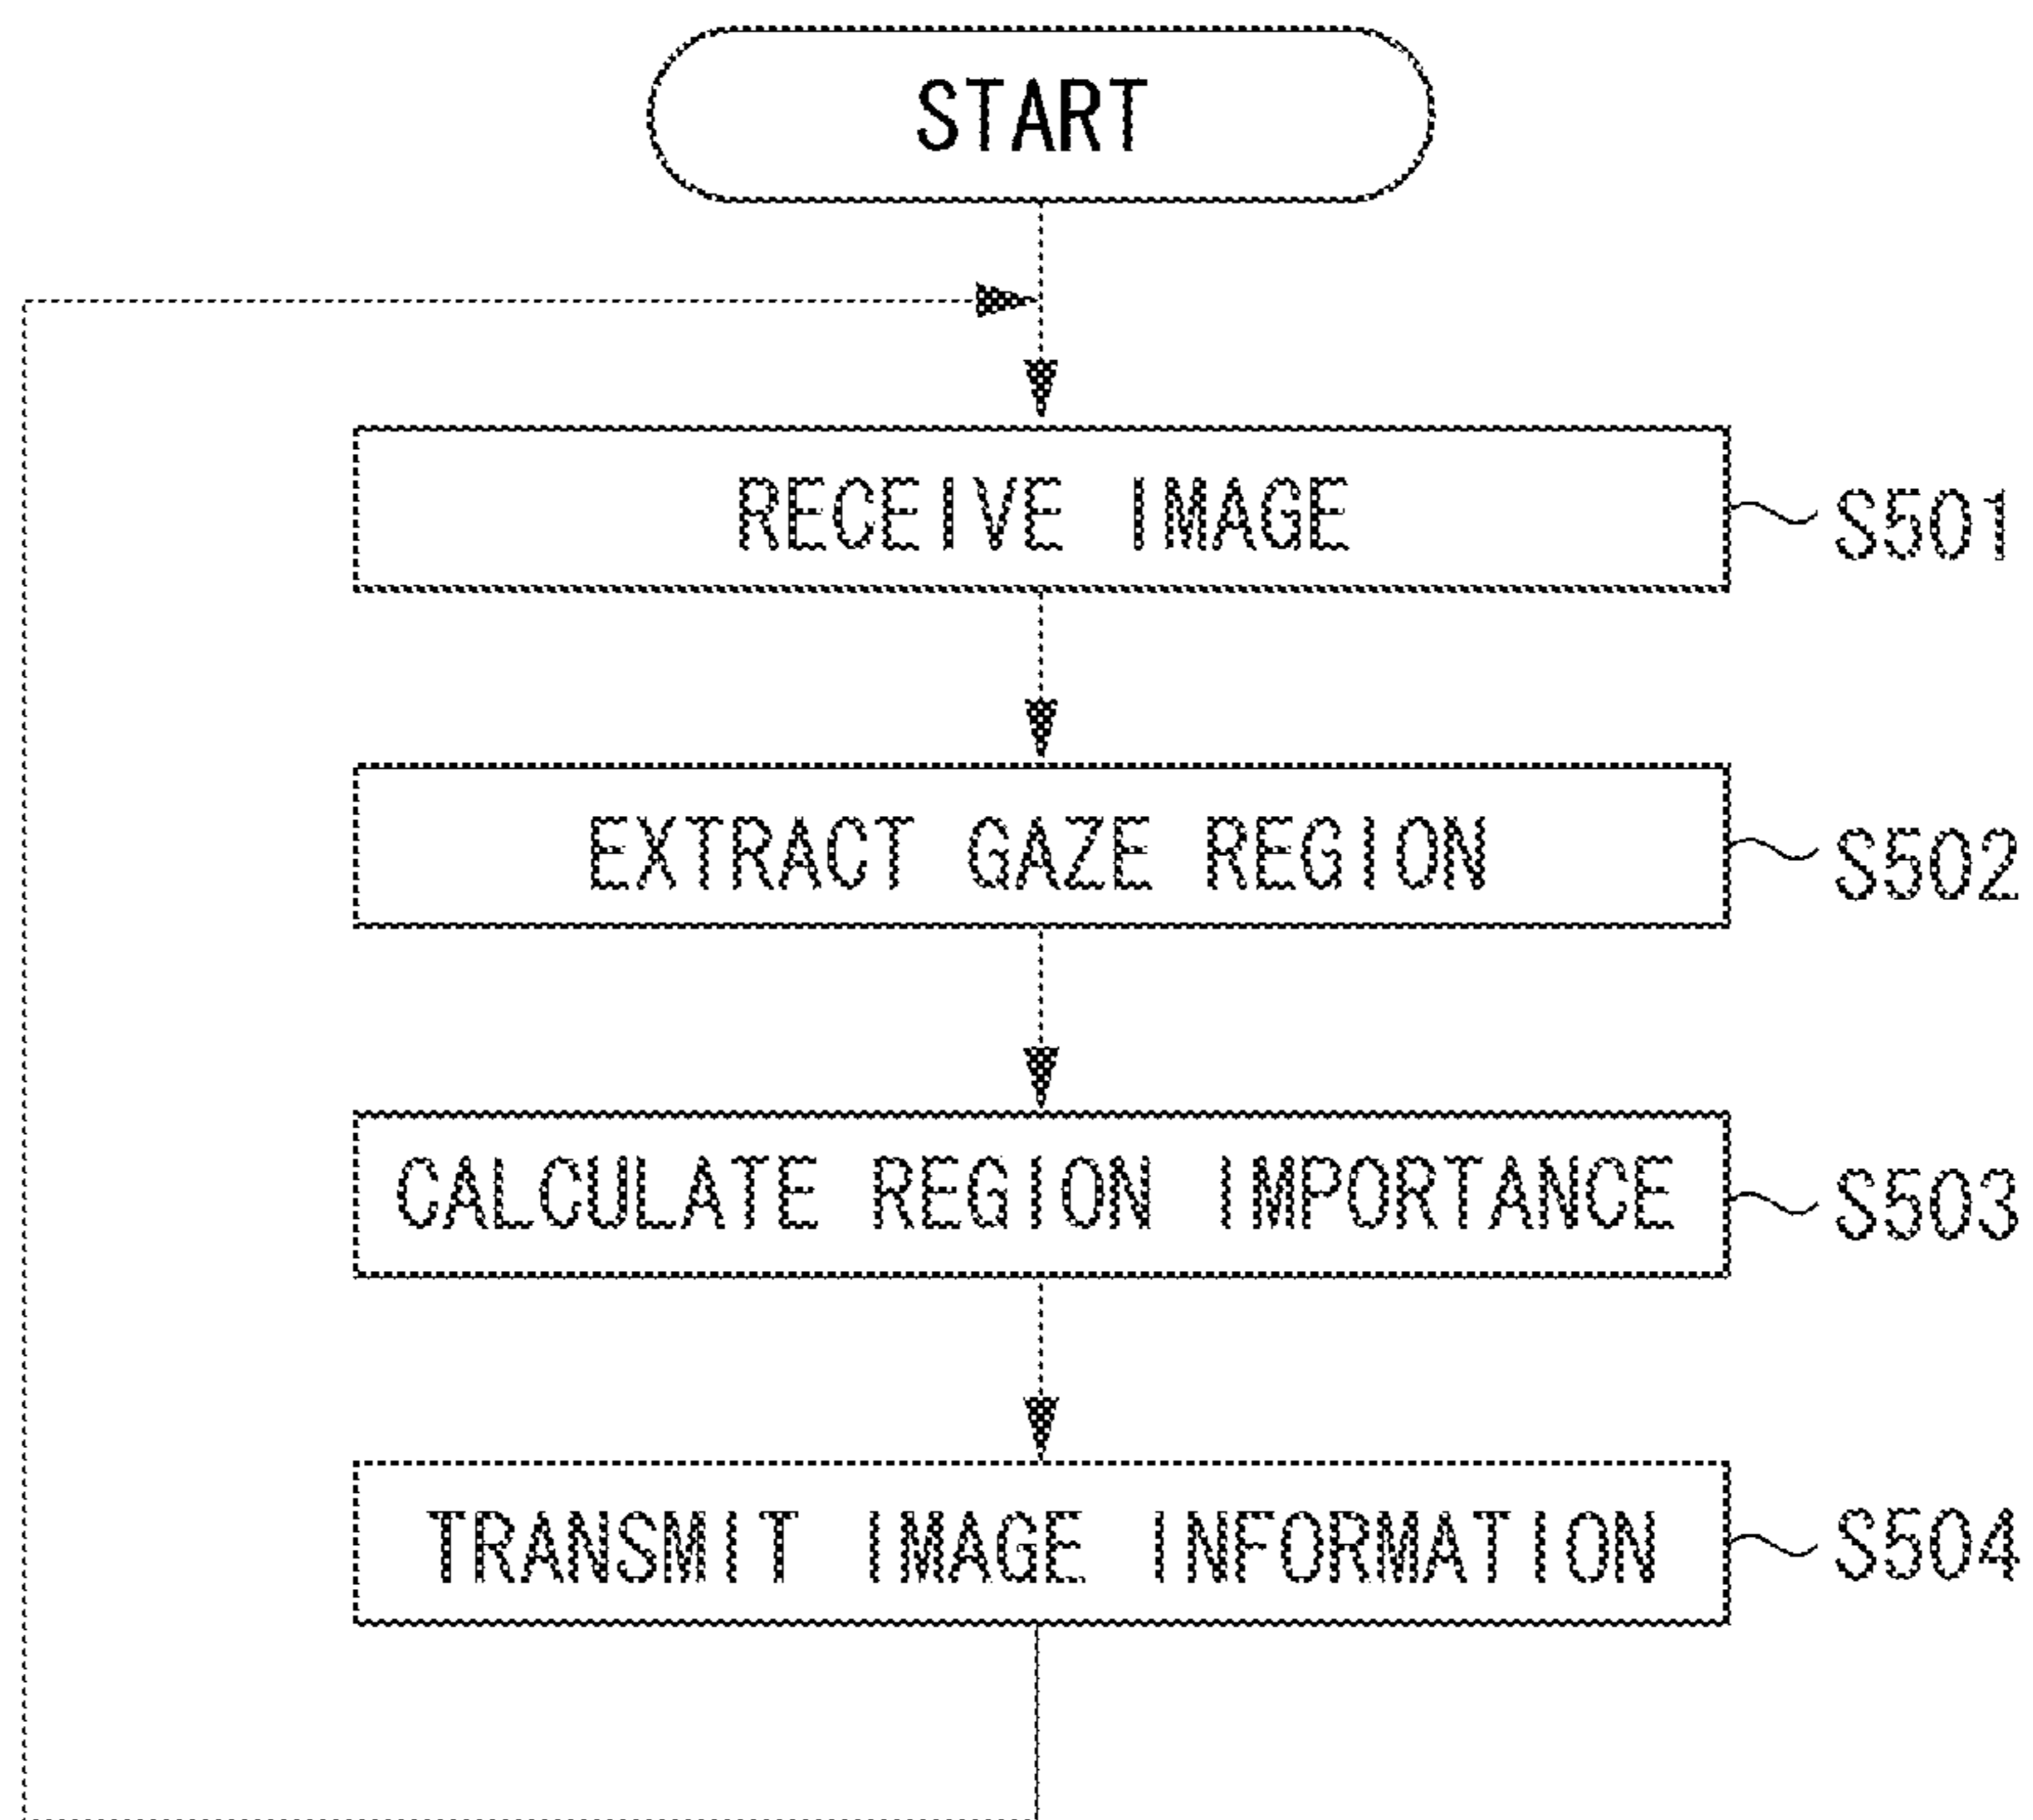 START
RECEIVE IMAGE
S501
EXTRACT GAZE REGION
S502
CALCULATE REGION IMPORTANCE
S503
TRANSMIT IMAGE INFORMATION
S504